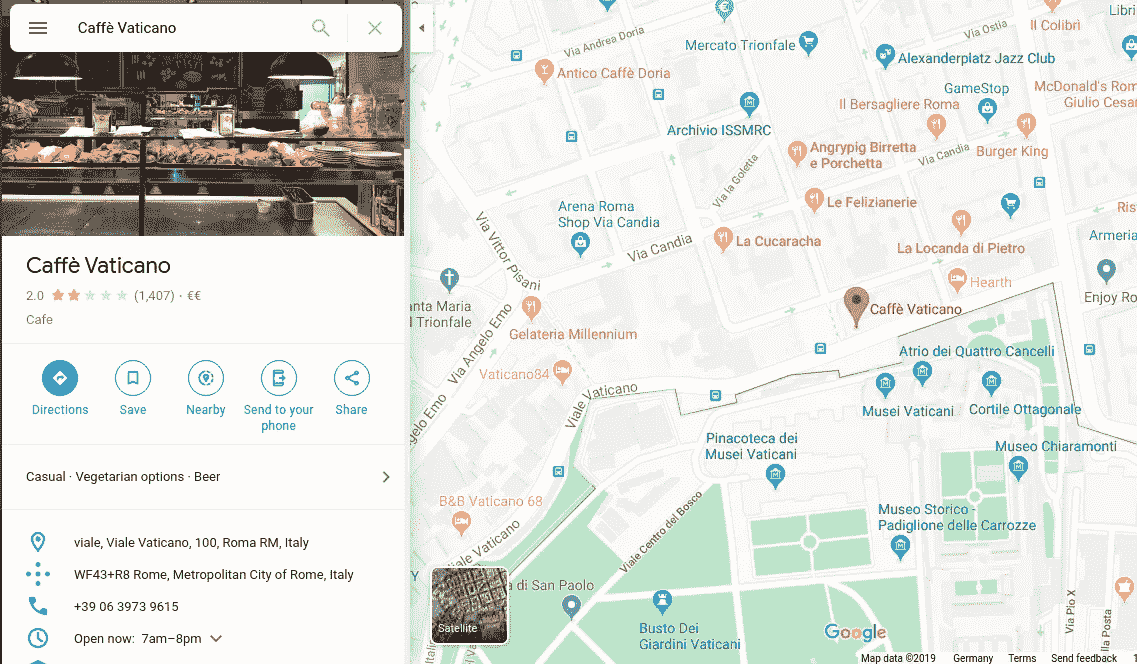 Caffè Vaticano
Caffè Vaticano
2.0 (1,407) · €€
Cafe
Directions
Save
Nearby
Send to your
phone
Share
Casual · Vegetarian options · Beer
viale, Viale Vaticano, 100, Roma RM, Italy
WF43+R8 Rome, Metropolitan City of Rome, Italy
+39 06 3973 9615
Open now: 7am–8pm
Satellite
Libri
Il Colibrì
Via Ostia
Via Andrea Doria
Mercato Trionfale
Alexanderplatz Jazz Club
Antico Caffè Doria
GameStop
McDonald's Rom
Giulio Cesar
Il Bersagliere Roma
Archivio ISSMRC
Angrypig Birretta
e Porchetta
Via Candia
Burger King
Via la Goletta
Arena Roma
Shop Via Candia
Le Felizianerie
Via Vittor Pisani
Via Candia
La Cucaracha
La Locanda di Pietro
Ris
Armeria
anta Maria
l Trionfale
Hearth
Enjoy Ro
Caffè Vaticano
Gelateria Millennium
Via Angelo Emo
Atrio dei Quattro Cancelli
Vaticano84
Viale Vaticano
Musei Vaticani
Cortile Ottagonale
gelo Emo
Pinacoteca dei
Musei Vaticani
Museo Chiaramonti
B&B Vaticano 68
Museo Storico -
Padiglione delle Carrozze
Viale Centro del Bosco
Viale Vaticano
a di San Paolo
Busto Dei
Giardini Vaticani
Via Pio X
lla Posta
Google
Map data ©2019 Germany Terms Send feedback